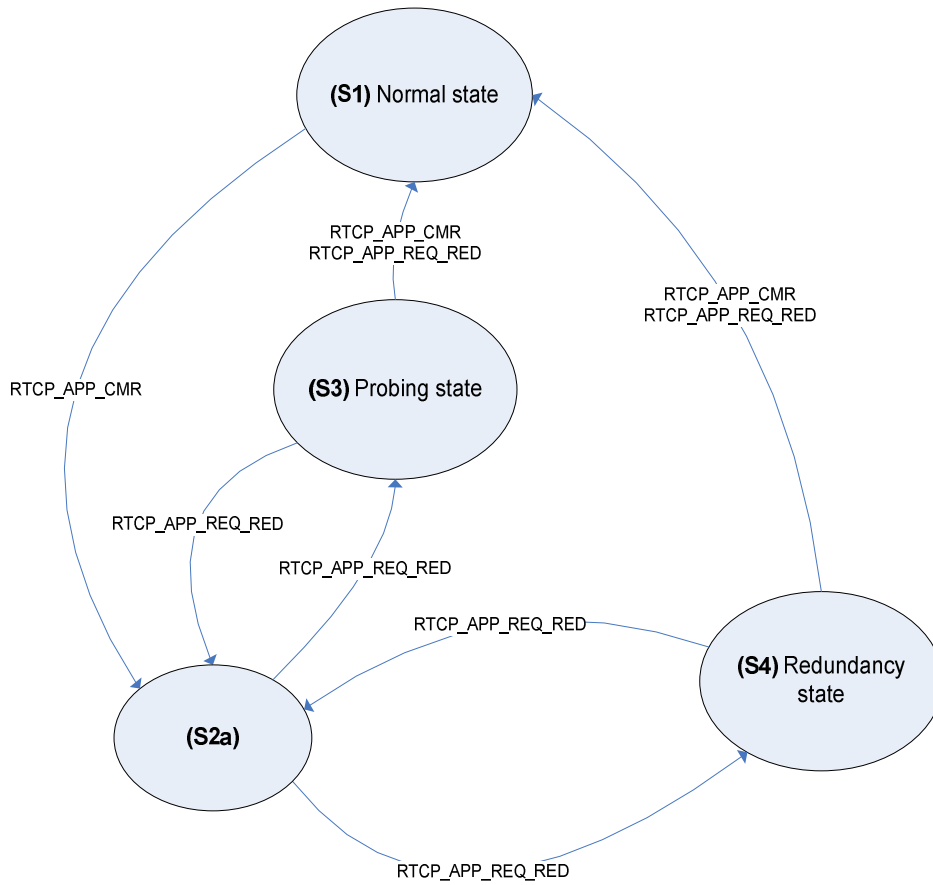 (S1) Normal state
RTCP_APP_CMR
RTCP_APP_REQ_RED
RTCP_APP_CMR
RTCP_APP_REQ_RED
RTCP_APP_CMR
(S3) Probing state
RTCP_APP_REQ_RED
RTCP_APP_REQ_RED
RTCP_APP_REQ_RED
(S4) Redundancy
state
(S2a)
RTCP_APP_REQ_RED